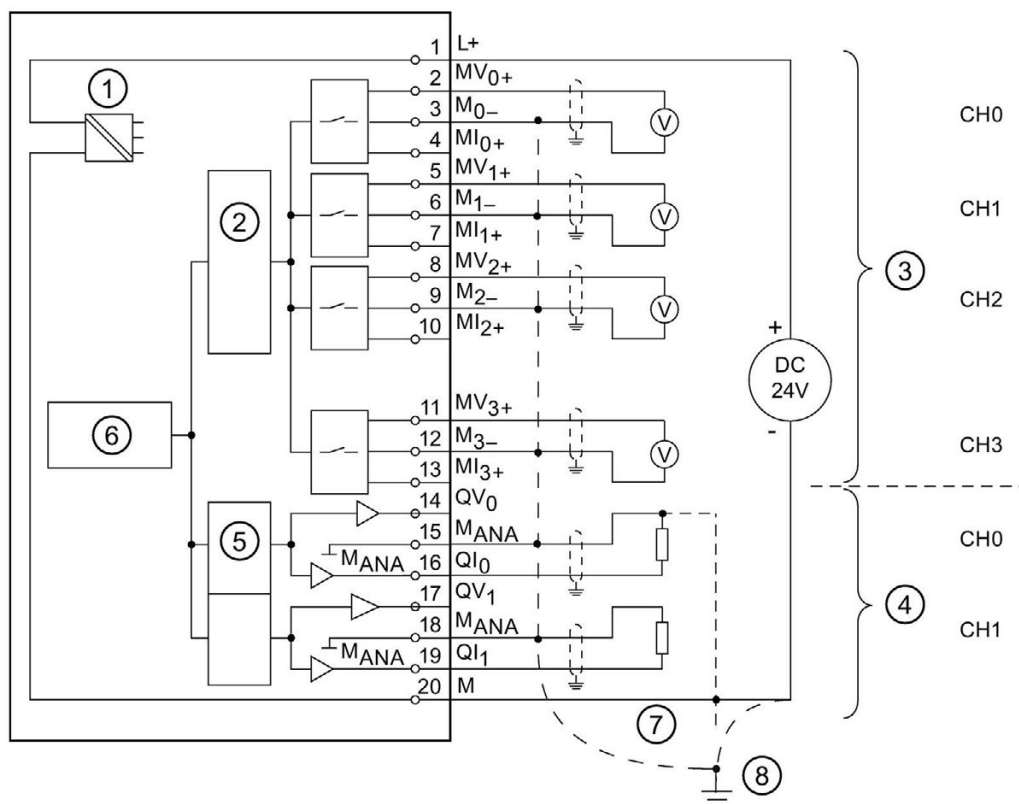 1 L+
① 2 MV0+
3 M0–
4 MI0+
V
CH0
5 MV1+
② 6 M1–
7 MI1+
V
CH1
8 MV2+
9 M2–
10 MI2+
V
③
CH2
+
DC
24V
-
11 MV3+
⑥ 12 M3–
13 MI3+
V
CH3
14 QV0
⑤ 15 MANA
MANA 16 QI0
CH0
17 QV1
④
18 MANA
MANA 19 QI1
CH1
20 M
⑦
⑧